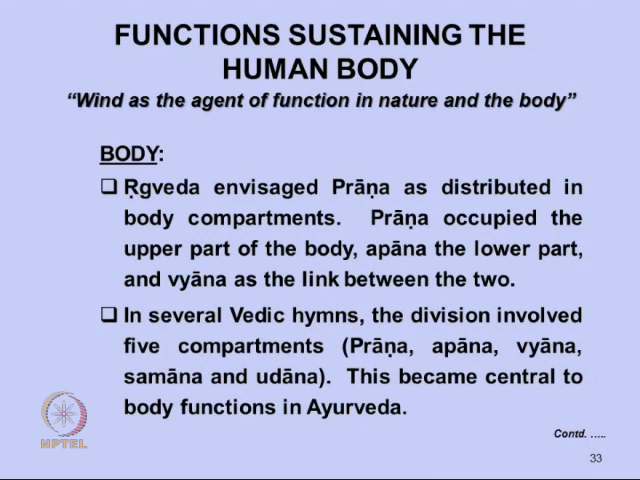 FUNCTIONS SUSTAINING THE
HUMAN BODY
“Wind as the agent of function in nature and the body”
BODY:
❑ Ṛgveda envisaged Prāṇa as distributed in
body compartments. Prāṇa occupied the
upper part of the body, apāna the lower part,
and vyāna as the link between the two.
❑ In several Vedic hymns, the division involved
five compartments (Prāṇa, apāna, vyāna,
samāna and udāna). This became central to
body functions in Ayurveda.
Contd. …..
NPTEL
33